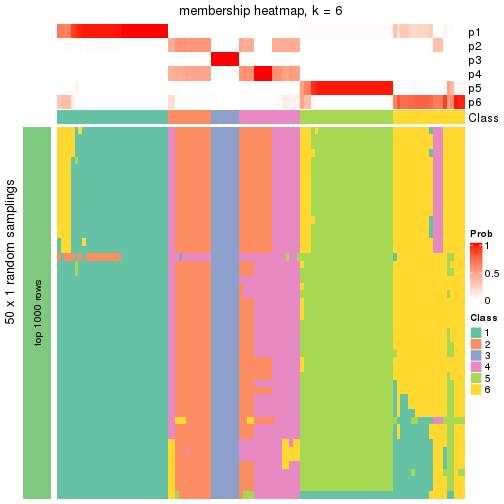 membership heatmap, k = 6
p1
p2
p3
p4
p5
p6
Class
50 x 1 random samplings
top 1000 rows
Prob
1
0.5
0
Class
1
2
3
4
5
6